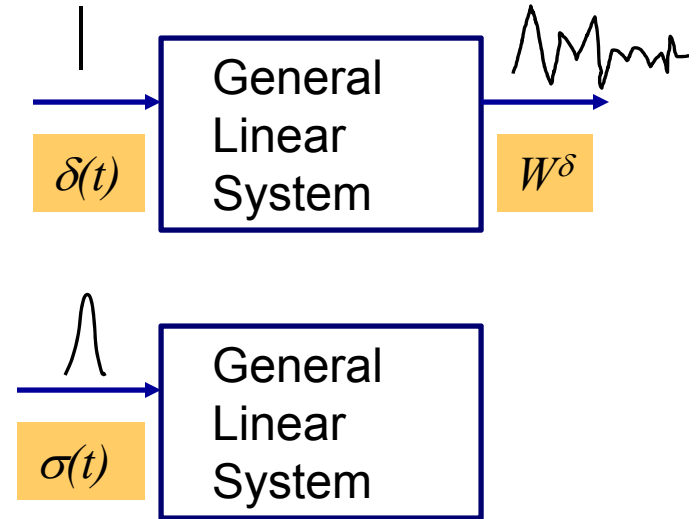 General
Linear
System
δ(t)
W^δ
General
Linear
System
σ(t)